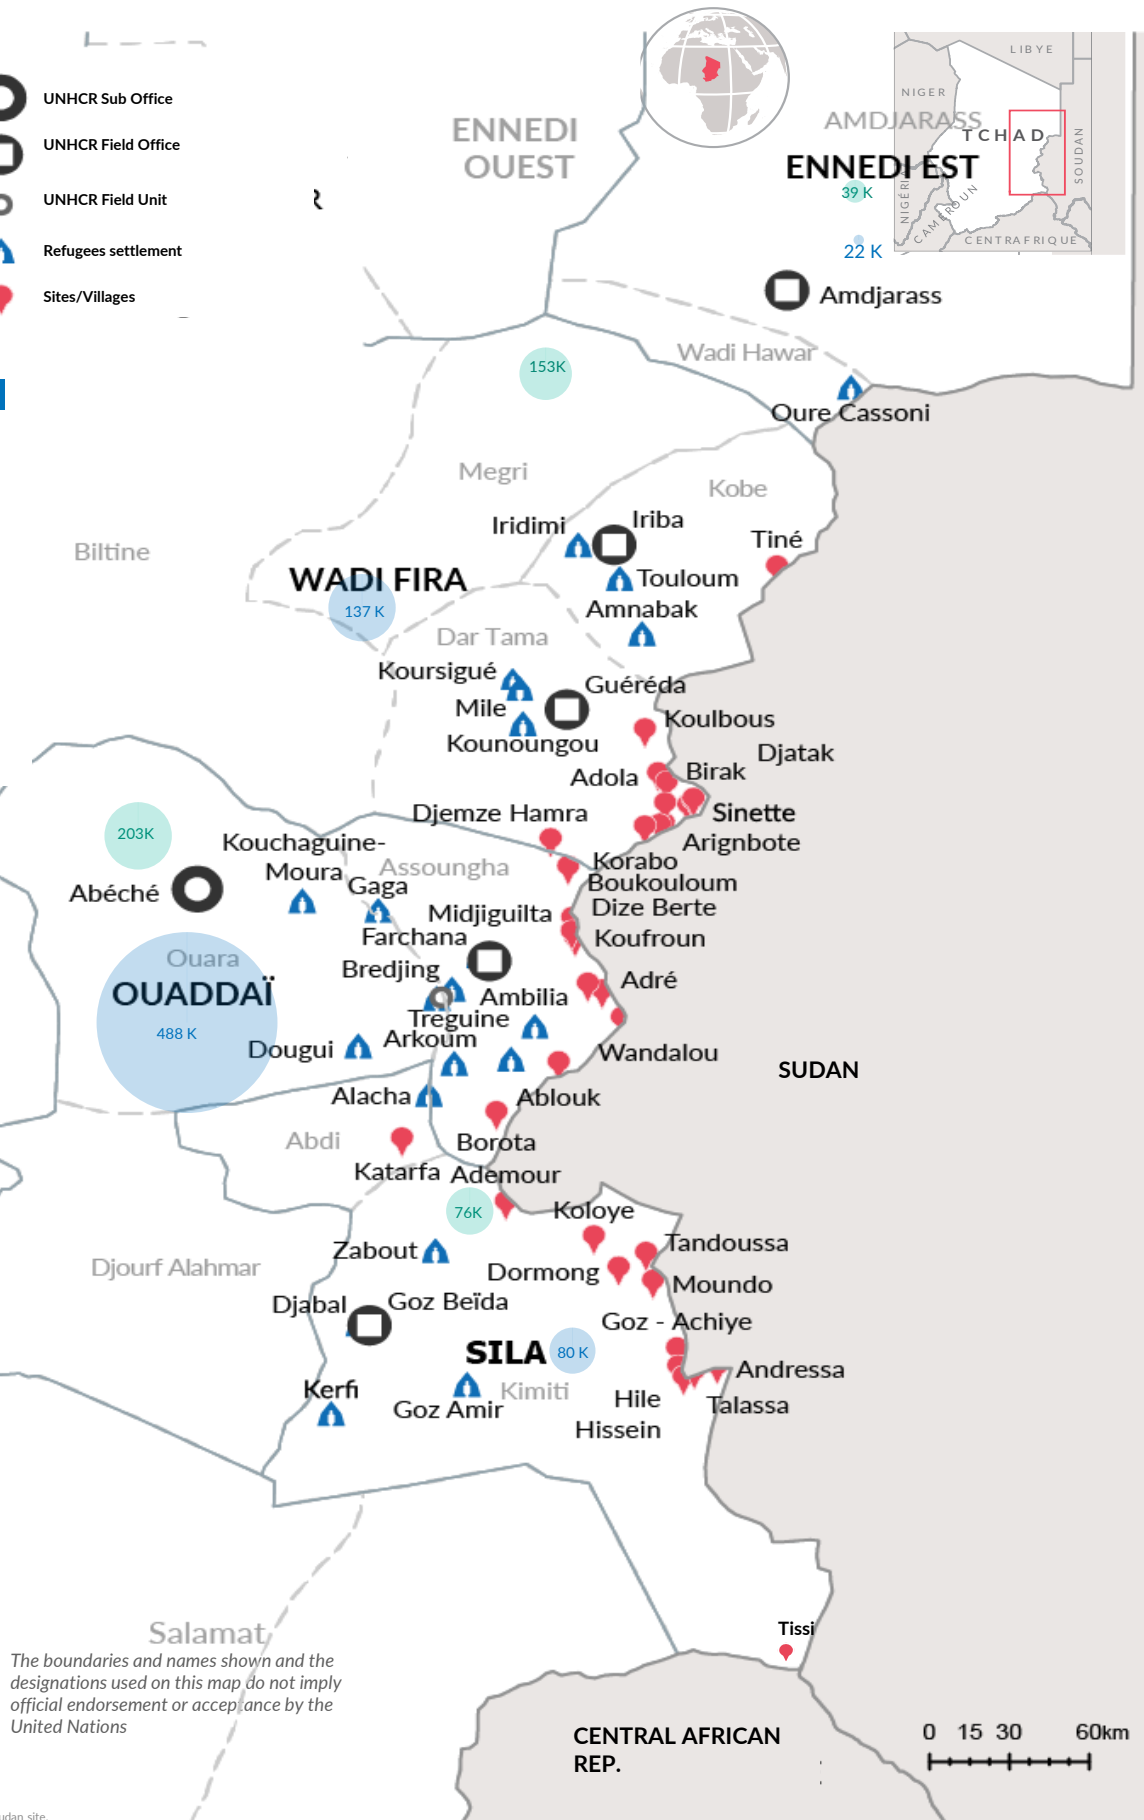 UNHCR Sub Office
UNHCR Field Office
UNHCR Field Unit
Refugees settlement
Sites/Villages
ENNEDI
OUEST
AMDJARASS
ENNEDI EST
39 K
22 K
LIBYE
NIGER
TCHAD
SOUDAN
NIGÉRIA
CAMEROUN
CENTRAFRIQUE
Amdjarass
Wadi Hawar
153K
Oure Cassoni
Megri
Kobe
Iridimi
Iriba
Tiné
Biltine
WADI FIRA
Touloum
137 K
Amnabak
Dar Tama
Koursigué
Guéréda
Mile
Koulbous
Kounoungou
Djatak
Adola
Birak
Djemze Hamra
Sinette
203K
Kouchaguine-
Moura
Arignbote
Assoungha
Korabo
Gaga
Boukouloum
Abéché
Midjiguilta
Dize Berte
Farchana
Koufroun
Ouara
Bredjing
Adré
OUADDAÏ
Ambilia
Treguine
488 K
Dougui
Arkoum
Wandalou
SUDAN
Alacha
Ablouk
Abdi
Borota
Katarfa
Ademour
76K
Koloye
Zabout
Tandoussa
Djourf Alahmar
Dormong
Moundo
Djabal
Goz Beïda
Goz - Achiye
SILA
80 K
Andressa
Kerfi
Kimiti
Goz Amir
Hile
Hissein
Talassa
Salamat
Tissi
The boundaries and names shown and the
designations used on this map do not imply
official endorsement or acceptance by the
United Nations
CENTRAL AFRICAN
REP.
0 15 30 60km
udan site.